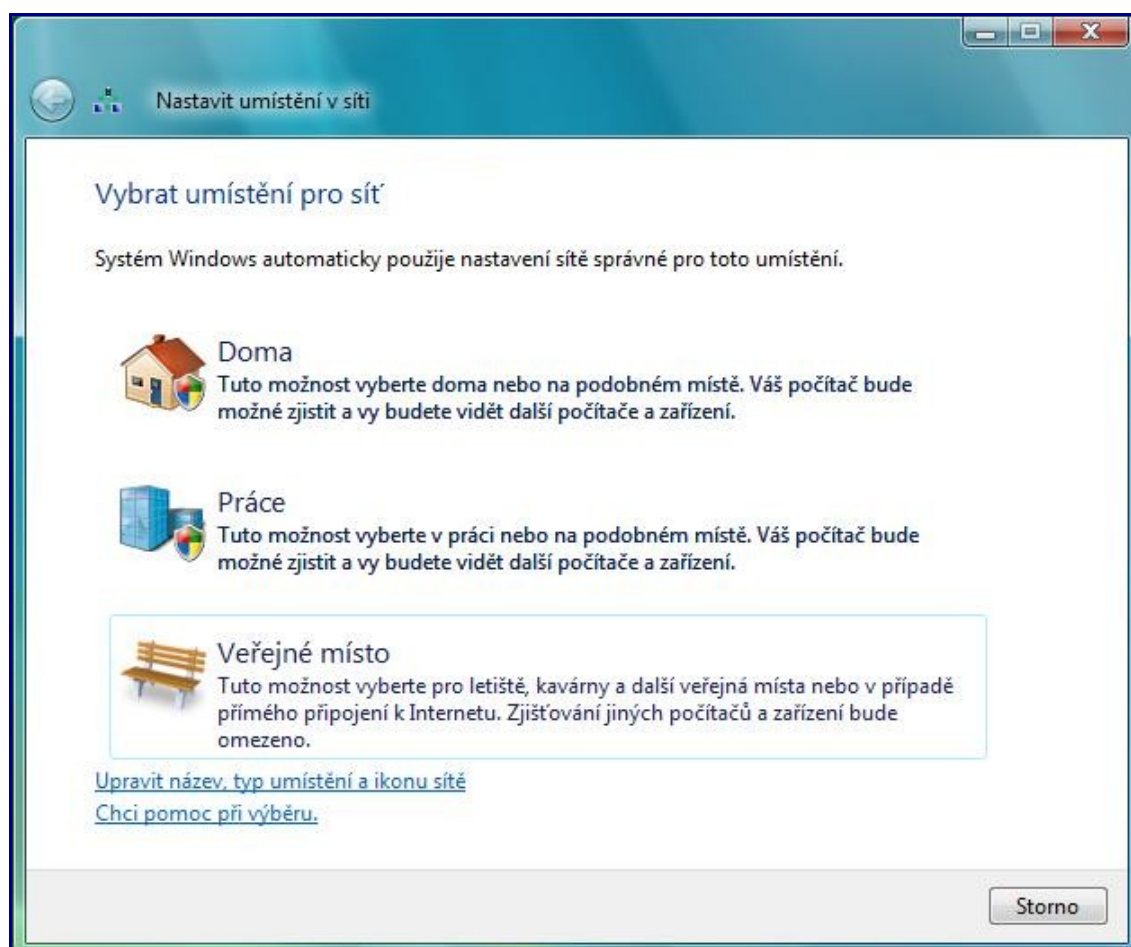 Nastavit umístění v síti
Vybrat umístění pro síť
Systém Windows automaticky použije nastavení sítě správné pro toto umístění.
Doma
Tuto možnost vyberte doma nebo na podobném místě. Váš počítač bude
možné zjistit a vy budete vidět další počítače a zařízení.
Práce
Tuto možnost vyberte v práci nebo na podobném místě. Váš počítač bude
možné zjistit a vy budete vidět další počítače a zařízení.
Veřejné místo
Tuto možnost vyberte pro letiště, kavárny a další veřejná místa nebo v případě
přímého připojení k Internetu. Zjišťování jiných počítačů a zařízení bude
omezeno.
Upravit název, typ umístění a ikonu sítě
Chci pomoc při výběru.
Storno